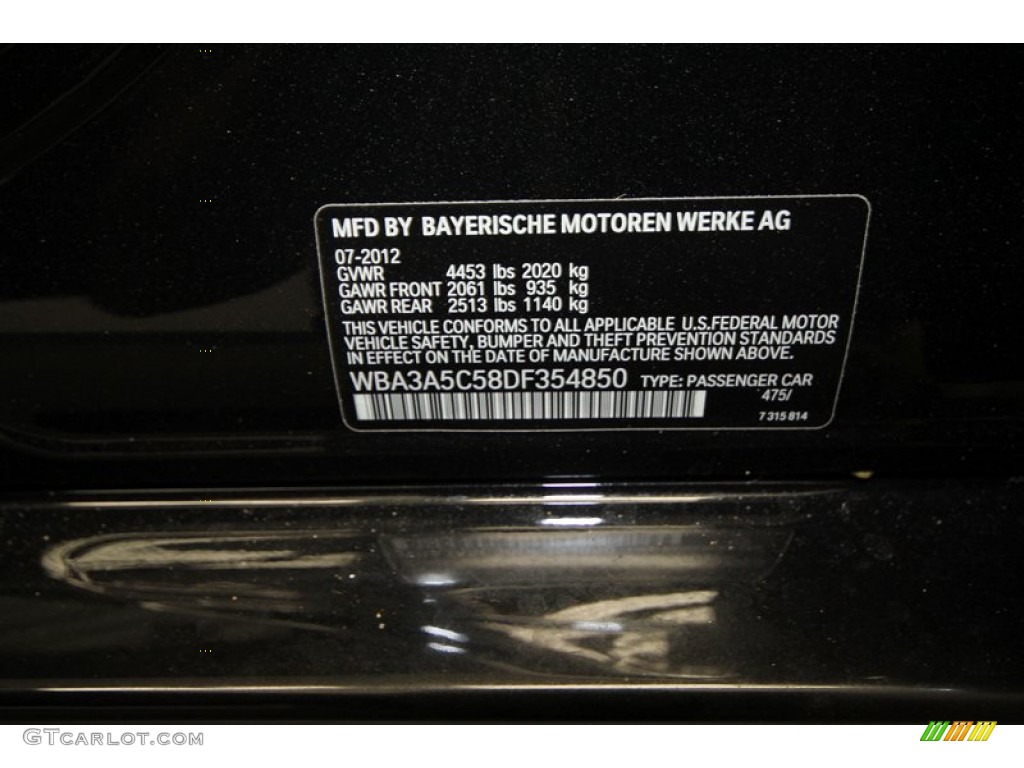 MFD BY BAYERISCHE MOTOREN WERKE AG
07-2012
GVWR 4453 lbs 2020 kg
GAWR FRONT 2061 lbs 935 kg
GAWR REAR 2513 lbs 1140 kg
THIS VEHICLE CONFORMS TO ALL APPLICABLE U.S.FEDERAL MOTOR
VEHICLE SAFETY, BUMPER AND THEFT PREVENTION STANDARDS
IN EFFECT ON THE DATE OF MANUFACTURE SHOWN ABOVE.
WBA3A5C58DF354850 TYPE: PASSENGER CAR
475/
7 315 814
GTCARLOT.COM